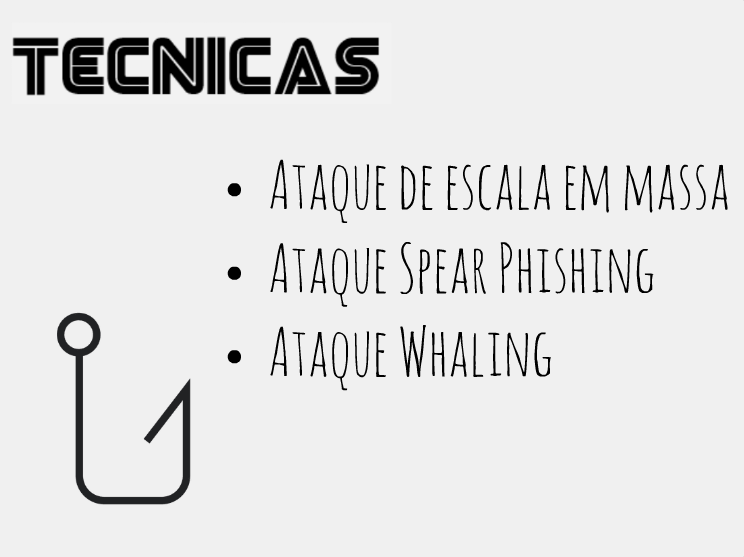 TECNICAS
• Ataque de escala em massa
• Ataque Spear Phishing
• Ataque Whaling